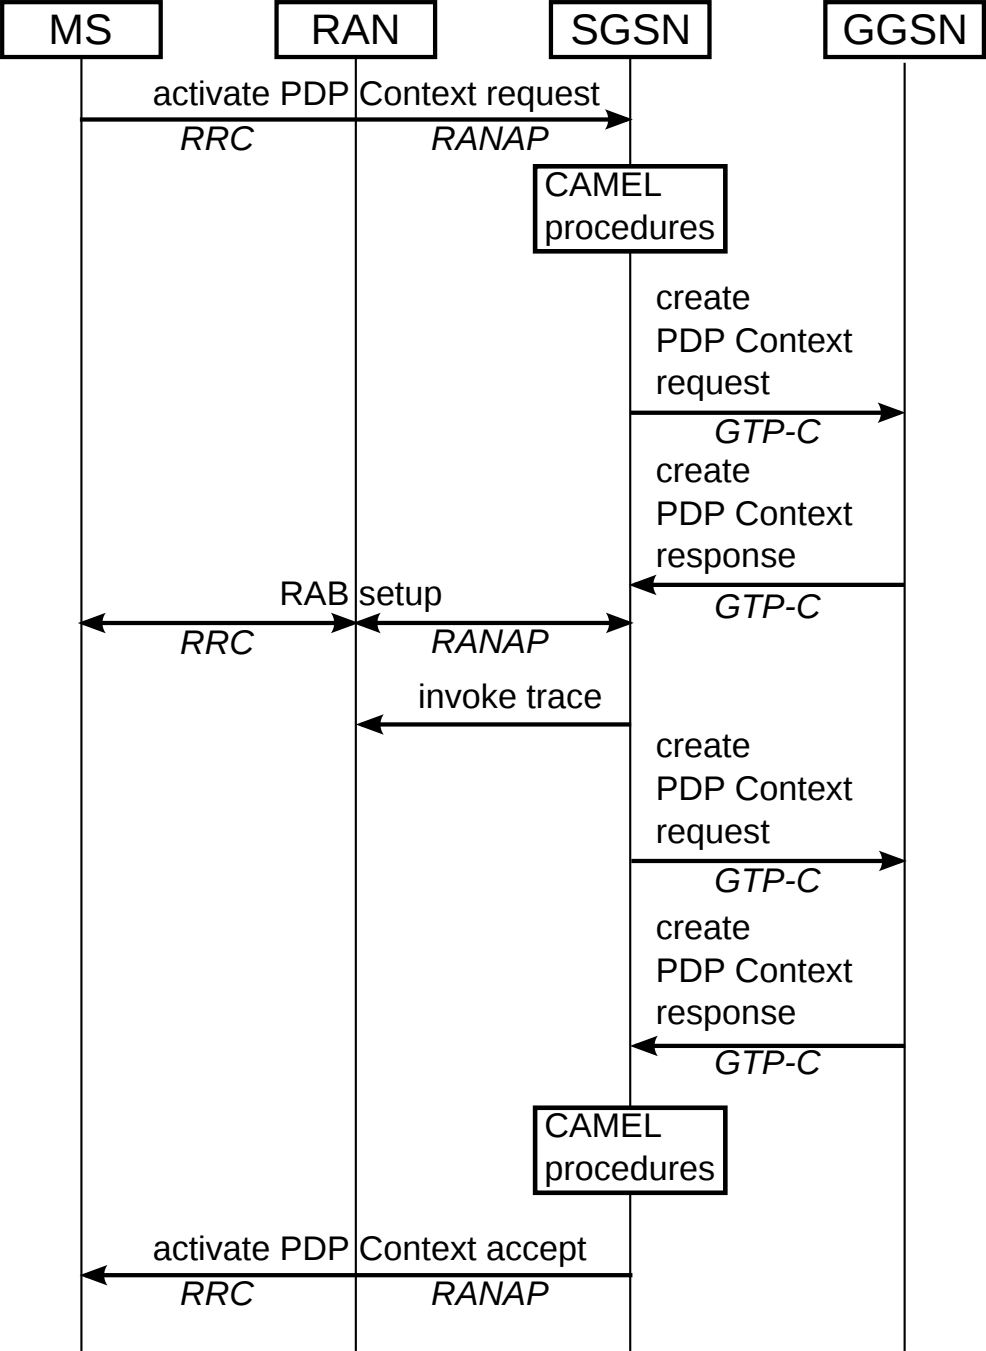 MS RAN SGSN GGSN
activate PDP Context request
RRC RANAP
CAMEL
procedures
create
PDP Context
request
GTP-C
create
PDP Context
response
GTP-C
RAB setup
RRC RANAP
invoke trace
create
PDP Context
request
GTP-C
create
PDP Context
response
GTP-C
CAMEL
procedures
activate PDP Context accept
RRC RANAP